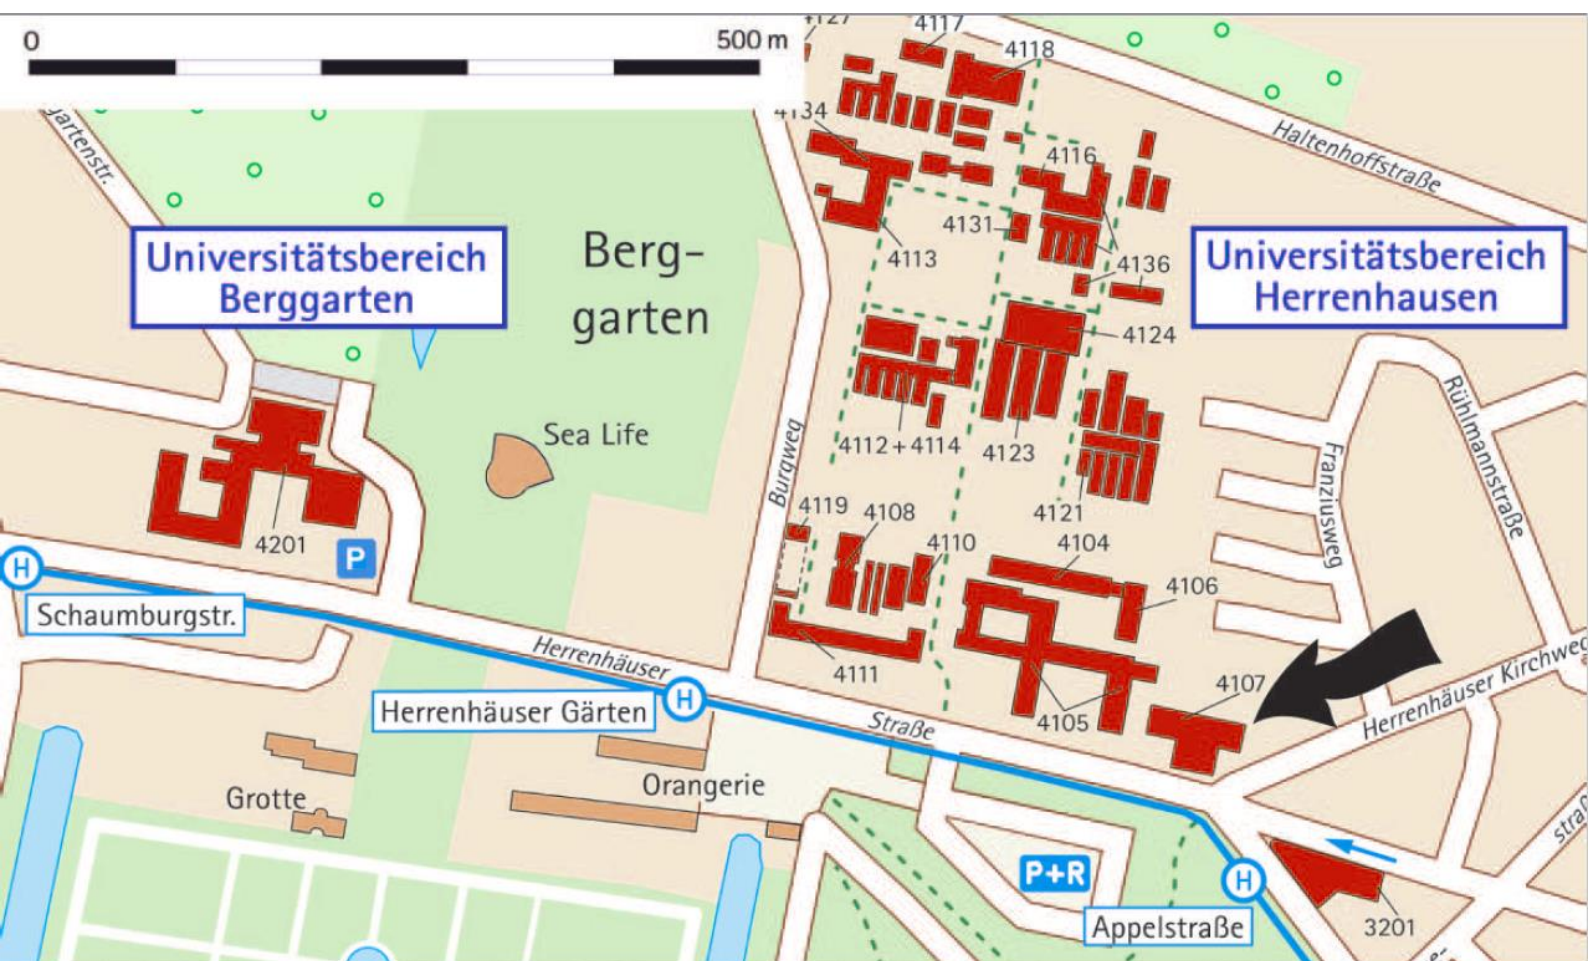 0
500 m
4127
4117
4118
4134
gartenstr.
Haltenhoffstraße
4116
4131
4113
4136
Universitätsbereich
Berggarten
Berg-
garten
Universitätsbereich
Herrenhausen
4124
Sea Life
Burgweg
4112 + 4114
4123
4121
Franziusweg
Rühlmannstraße
4201
P
4119
4108
4110
4104
4106
H
Schaumburgstr.
Herrenhäuser
4111
4105
4107
Herrenhäuser Kirchweg
H
Herrenhäuser Gärten
Straße
Grotte
Orangerie
P+R
H
Appelstraße
3201